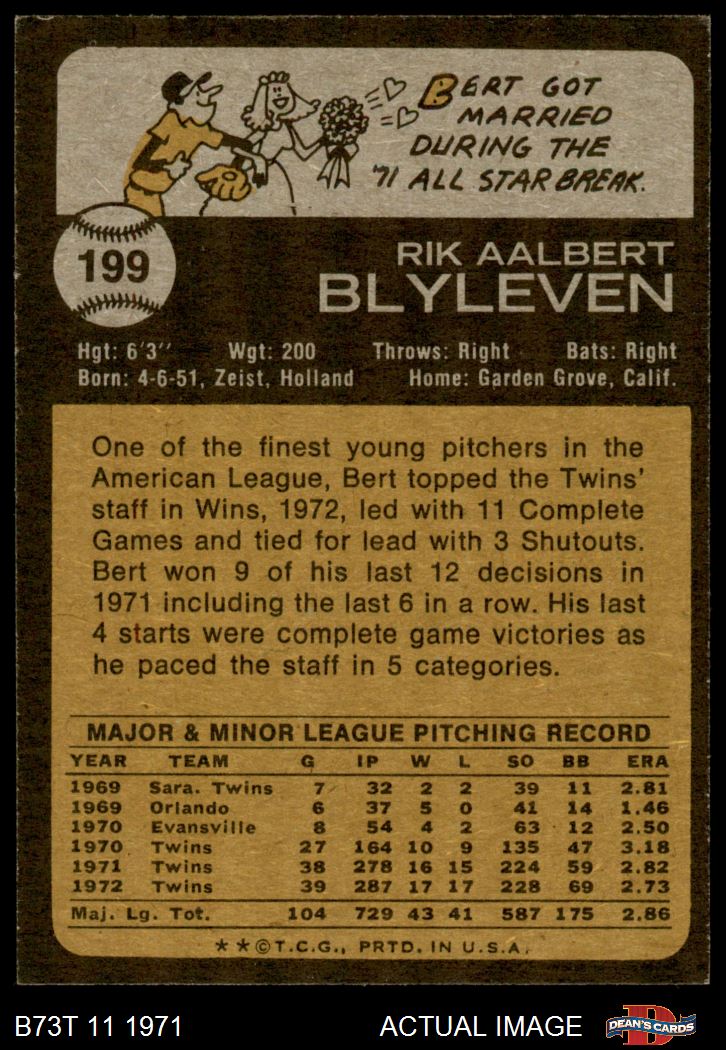 BERT GOT
MARRIED
DURING THE
'71 ALL STAR BREAK.
199
RIK AALBERT
BLYLEVEN
Hgt: 6'3'' Wgt: 200 Throws: Right Bats: Right
Born: 4-6-51, Zeist, Holland Home: Garden Grove, Calif.
One of the finest young pitchers in the
American League, Bert topped the Twins'
staff in Wins, 1972, led with 11 Complete
Games and tied for lead with 3 Shutouts.
Bert won 9 of his last 12 decisions in
1971 including the last 6 in a row. His last
4 starts were complete game victories as
he paced the staff in 5 categories.
MAJOR & MINOR LEAGUE PITCHING RECORD
YEAR TEAM G IP W L SO BB ERA
1969 Sara. Twins 7 32 2 2 39 11 2.81
1969 Orlando 6 37 5 0 41 14 1.46
1970 Evansville 8 54 4 2 63 12 2.50
1970 Twins 27 164 10 9 135 47 3.18
1971 Twins 38 278 16 15 224 59 2.82
1972 Twins 39 287 17 17 228 69 2.73
Maj. Lg. Tot. 104 729 43 41 587 175 2.86
**©T.C.G., PRTD. IN U.S.A.
B73T 11 1971 ACTUAL IMAGE DEAN'S CARDS